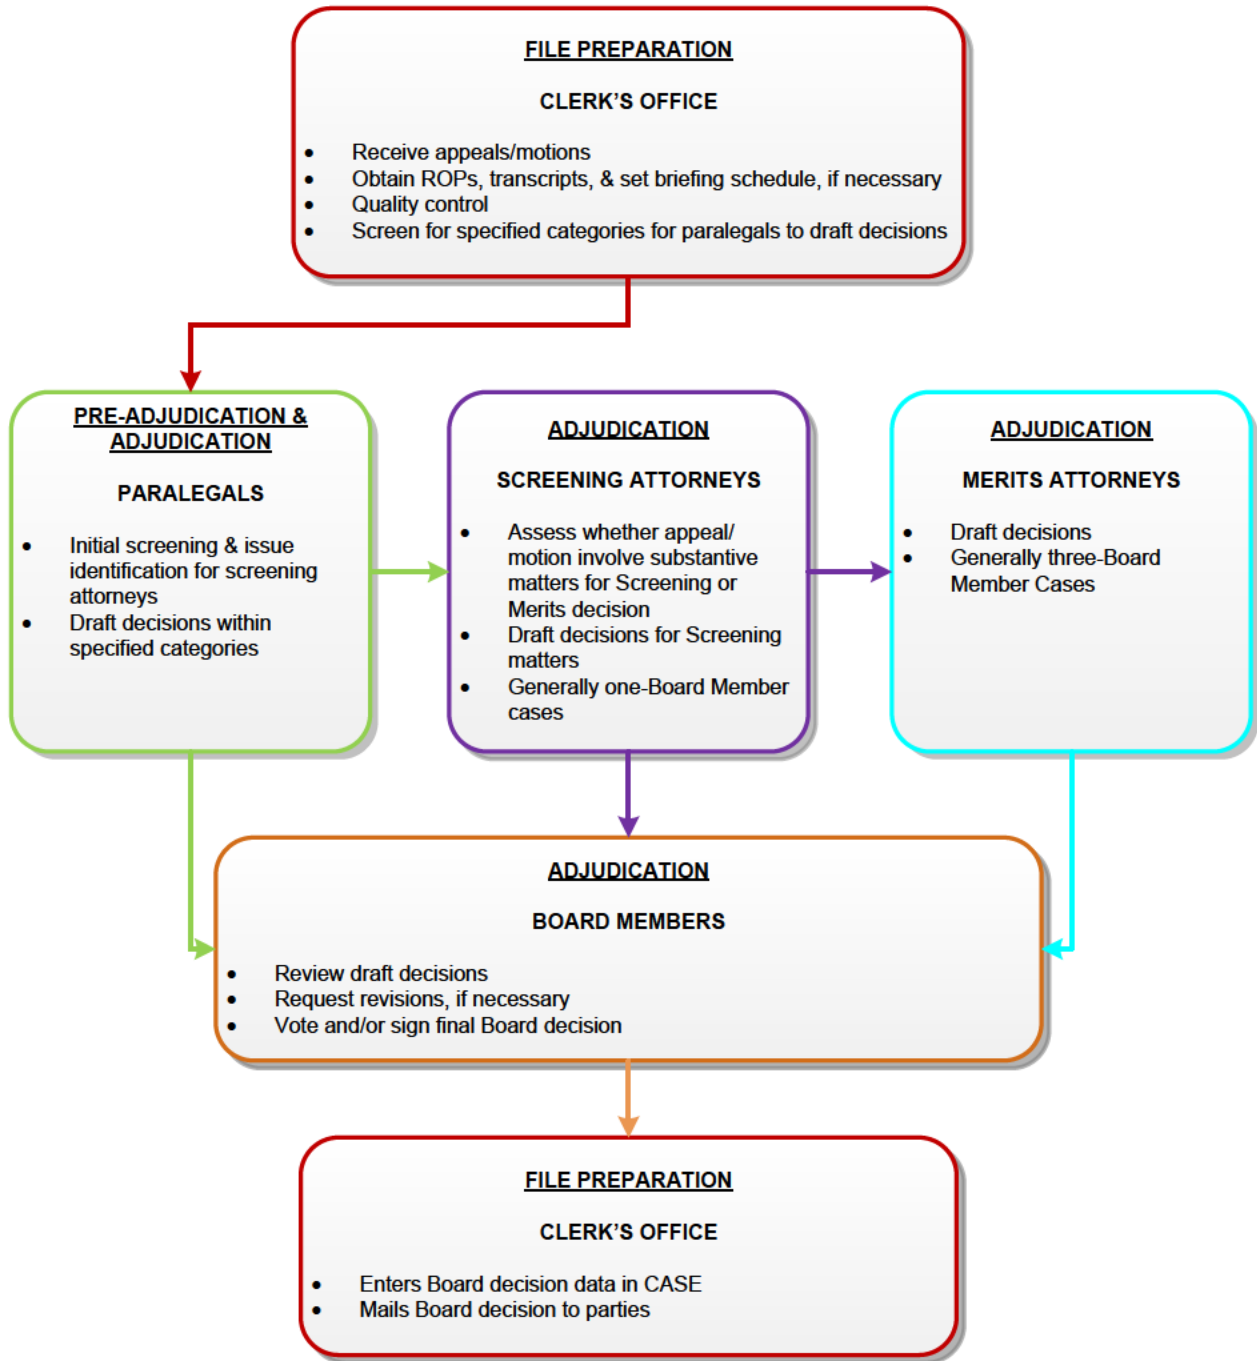 FILE PREPARATION
CLERK'S OFFICE
• Receive appeals/motions
• Obtain ROPs, transcripts, & set briefing schedule, if necessary
• Quality control
• Screen for specified categories for paralegals to draft decisions
PRE-ADJUDICATION &
ADJUDICATION
PARALEGALS
• Initial screening & issue
identification for screening
attorneys
• Draft decisions within
specified categories
ADJUDICATION
SCREENING ATTORNEYS
• Assess whether appeal/
motion involve substantive
matters for Screening or
Merits decision
• Draft decisions for Screening
matters
• Generally one-Board Member
cases
ADJUDICATION
MERITS ATTORNEYS
• Draft decisions
• Generally three-Board
Member Cases
ADJUDICATION
BOARD MEMBERS
• Review draft decisions
• Request revisions, if necessary
• Vote and/or sign final Board decision
FILE PREPARATION
CLERK'S OFFICE
• Enters Board decision data in CASE
• Mails Board decision to parties